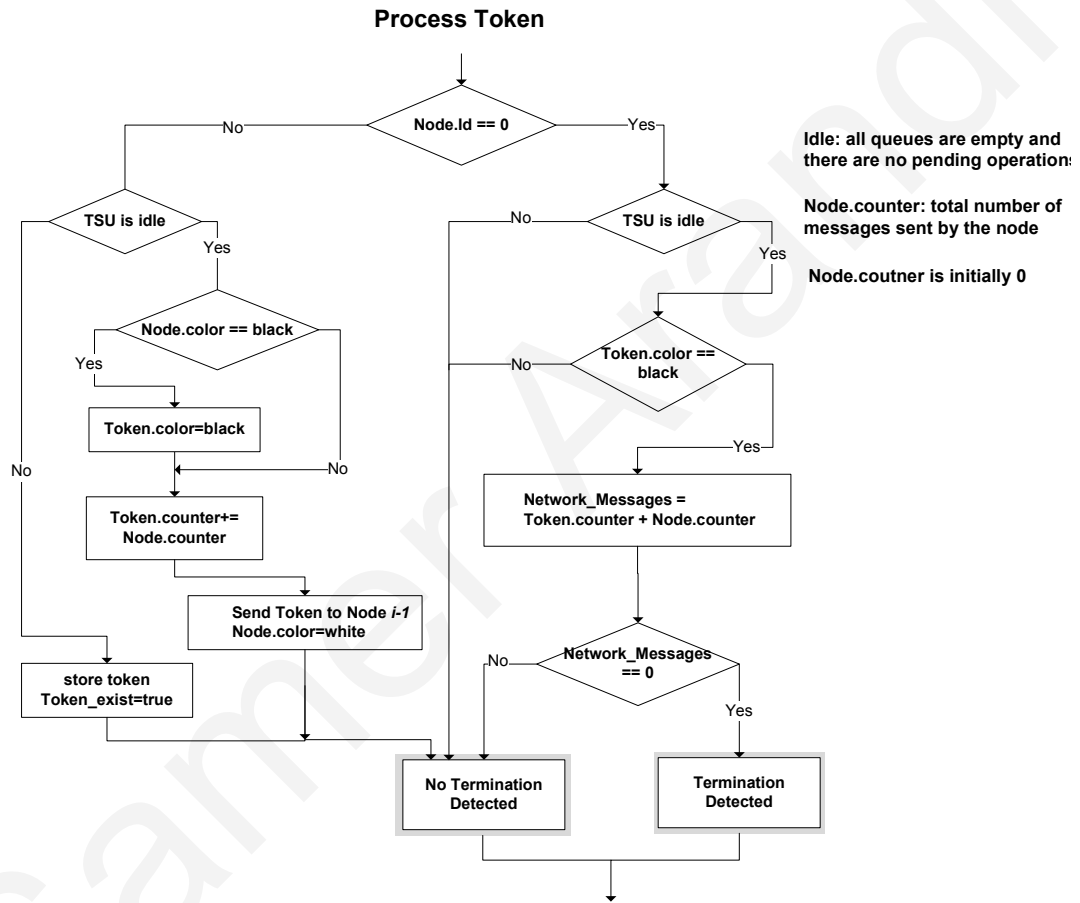 Process Token
Node.Id == 0
No
Yes
Idle: all queues are empty and
there are no pending operations
Node.counter: total number of
messages sent by the node
Node.coutner is initially 0
TSU is idle
No
Yes
TSU is idle
No
Yes
Node.color == black
Yes
No
Token.color==
black
No
Yes
Token.color=black
Token.counter+=
Node.counter
Network_Messages =
Token.counter + Node.counter
Send Token to Node i-1
Node.color=white
store token
Token_exist=true
Network_Messages
== 0
No
Yes
No Termination
Detected
Termination
Detected